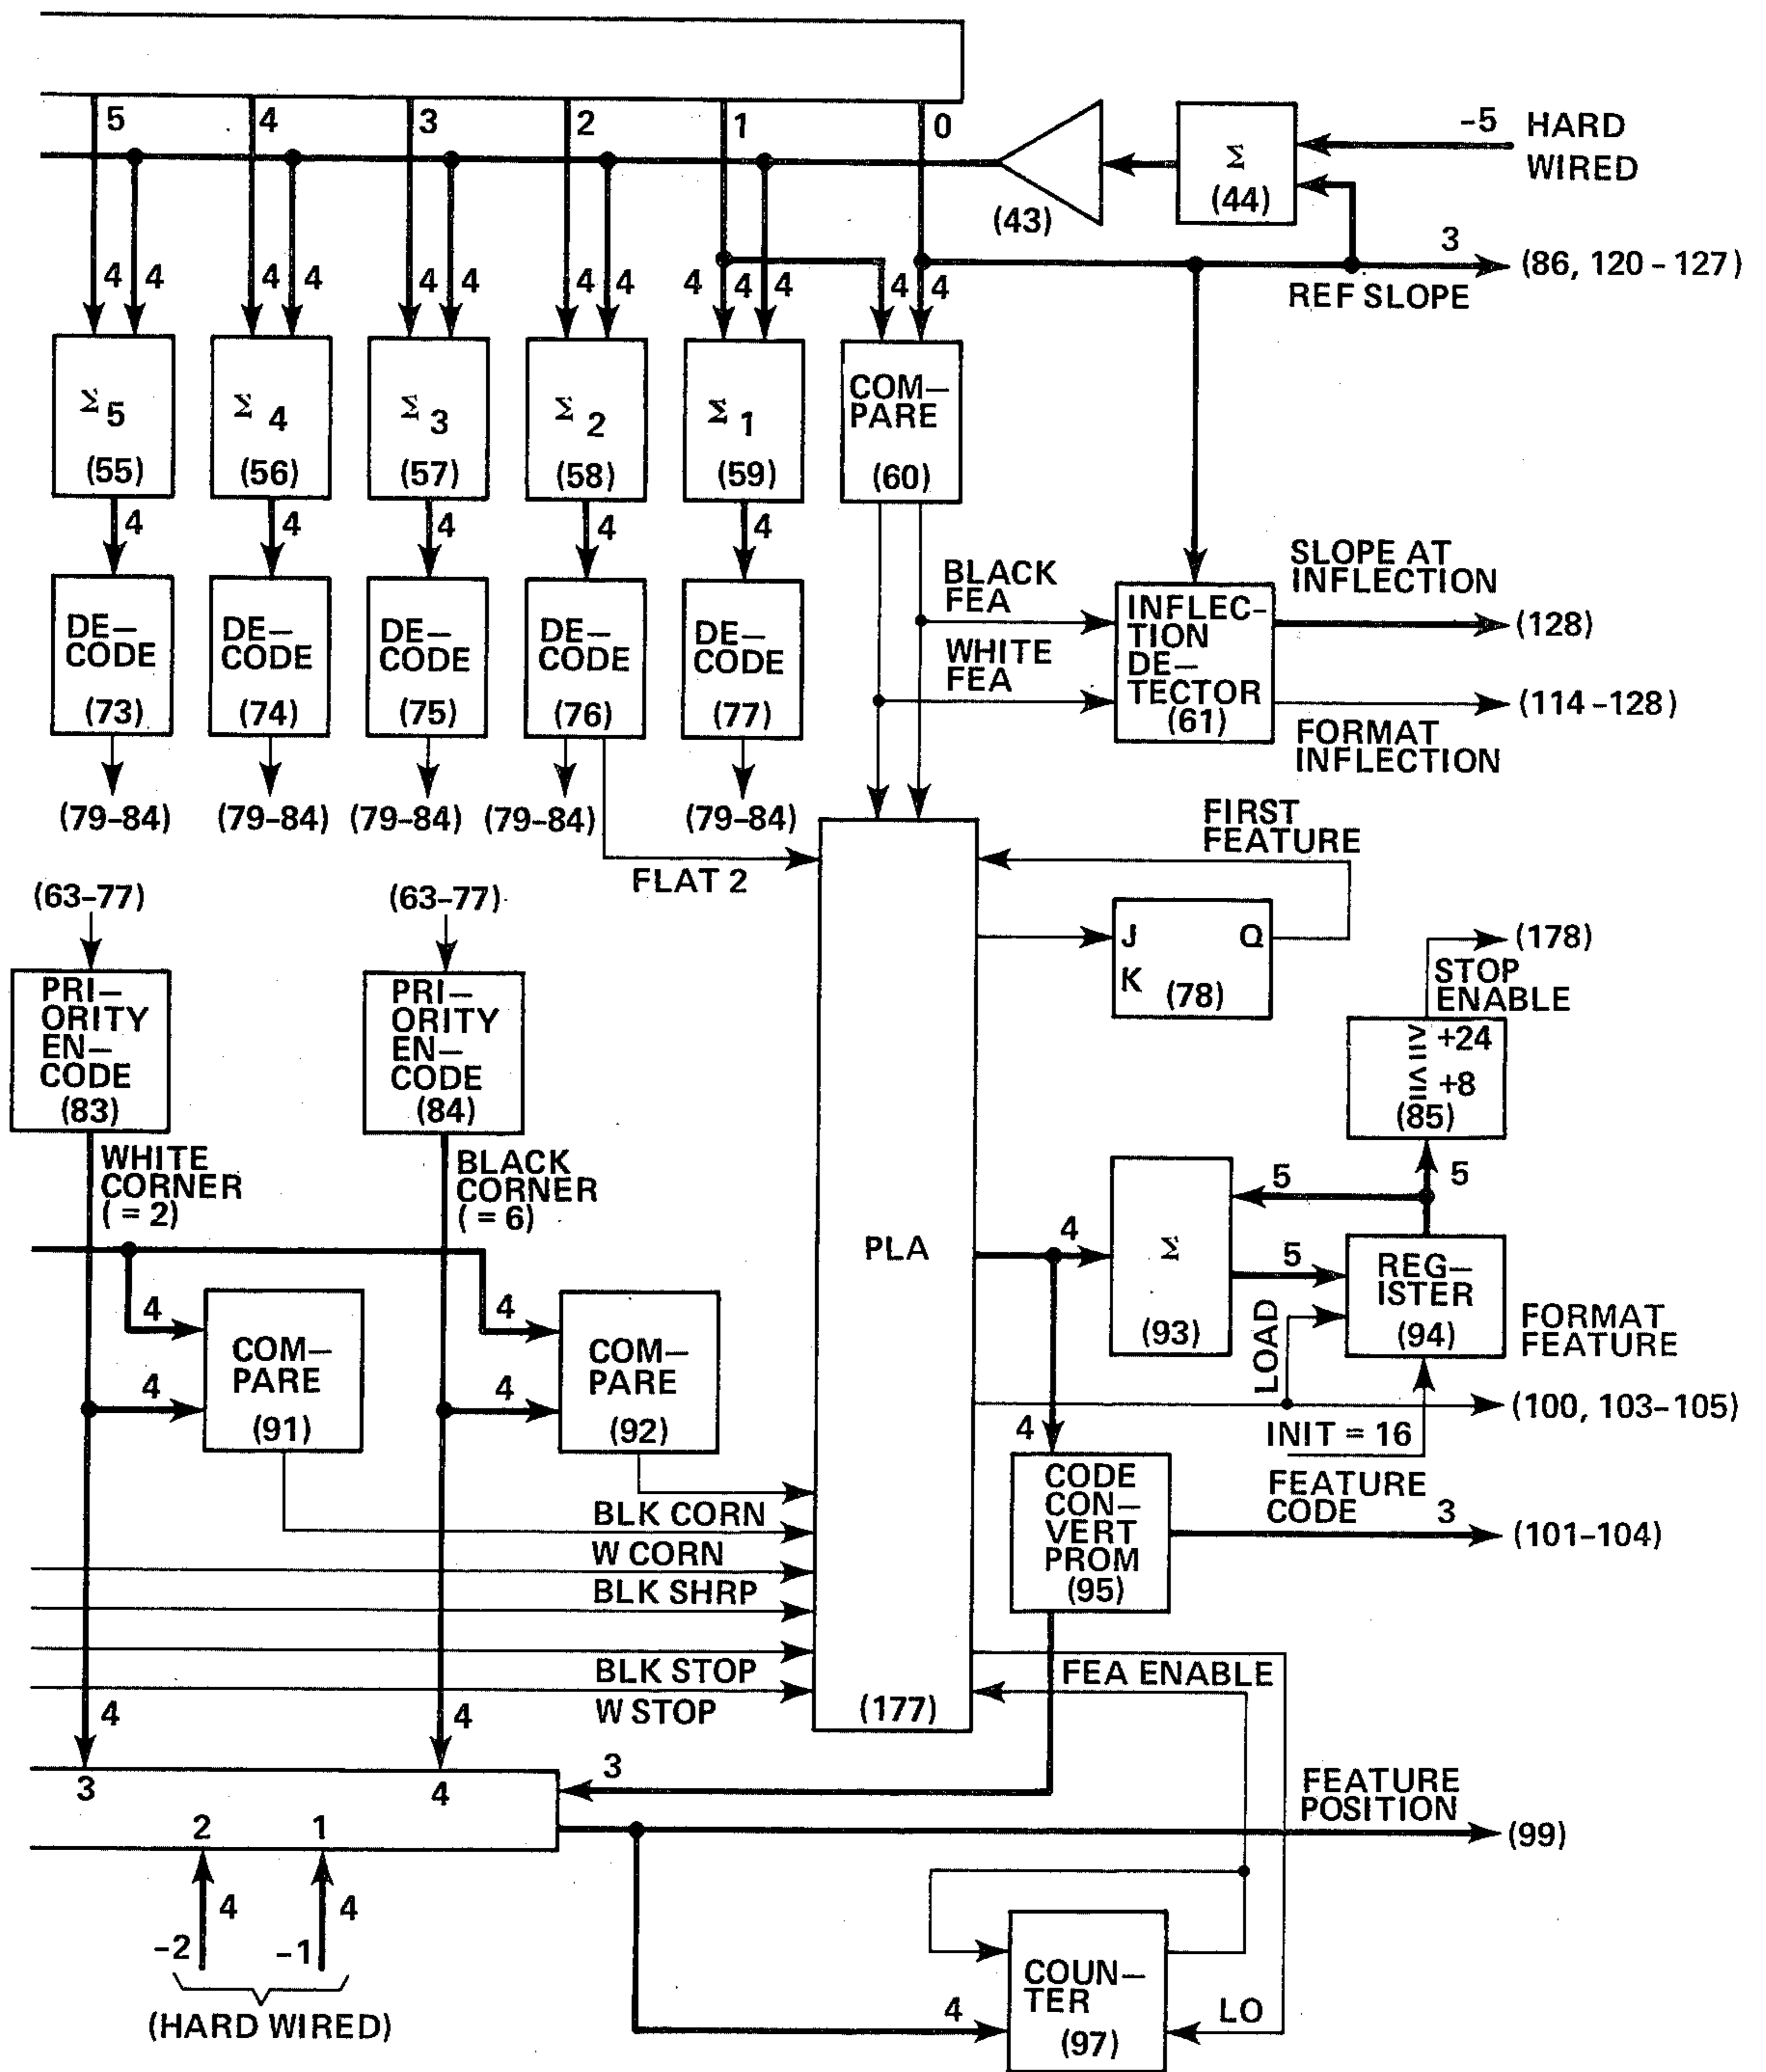 5 4 3 2 1 0
-5 HARD
WIRED
Σ
(44)
(43)
3
(86, 120 - 127)
REF SLOPE
4 4 4 4 4 4 4 4 4 4 4 4 4
Σ5
(55)
Σ4
(56)
Σ3
(57)
Σ2
(58)
Σ1
(59)
COM-
PARE
(60)
4 4 4 4 4
DE-
CODE
(73)
DE-
CODE
(74)
DE-
CODE
(75)
DE-
CODE
(76)
DE-
CODE
(77)
BLACK
FEA
WHITE
FEA
INFLEC-
TION
DE-
TECTOR
(61)
SLOPE AT
INFLECTION
(128)
(114 -128)
FORMAT
INFLECTION
(79-84) (79-84) (79-84) (79-84) (79-84)
FLAT 2
FIRST
FEATURE
J Q
K (78)
(178)
STOP
ENABLE
≥ +24
≤ +8
(85)
(63-77)
PRI-
ORITY
EN-
CODE
(83)
WHITE
CORNER
( = 2)
(63-77)
PRI-
ORITY
EN-
CODE
(84)
BLACK
CORNER
( = 6)
4
4
COM-
PARE
(91)
4
4
COM-
PARE
(92)
PLA
(177)
4
Σ
(93)
5
5
5
REG-
ISTER
(94)
LOAD
FORMAT
FEATURE
(100, 103-105)
INIT = 16
4
CODE
CON-
VERT
PROM
(95)
FEATURE
CODE
3
(101-104)
BLK CORN
W CORN
BLK SHRP
BLK STOP
W STOP
FEA ENABLE
4 4
3 4
2 1
3
FEATURE
POSITION
(99)
4 4
-2 -1
(HARD WIRED)
4
COUN-
TER
(97)
LO